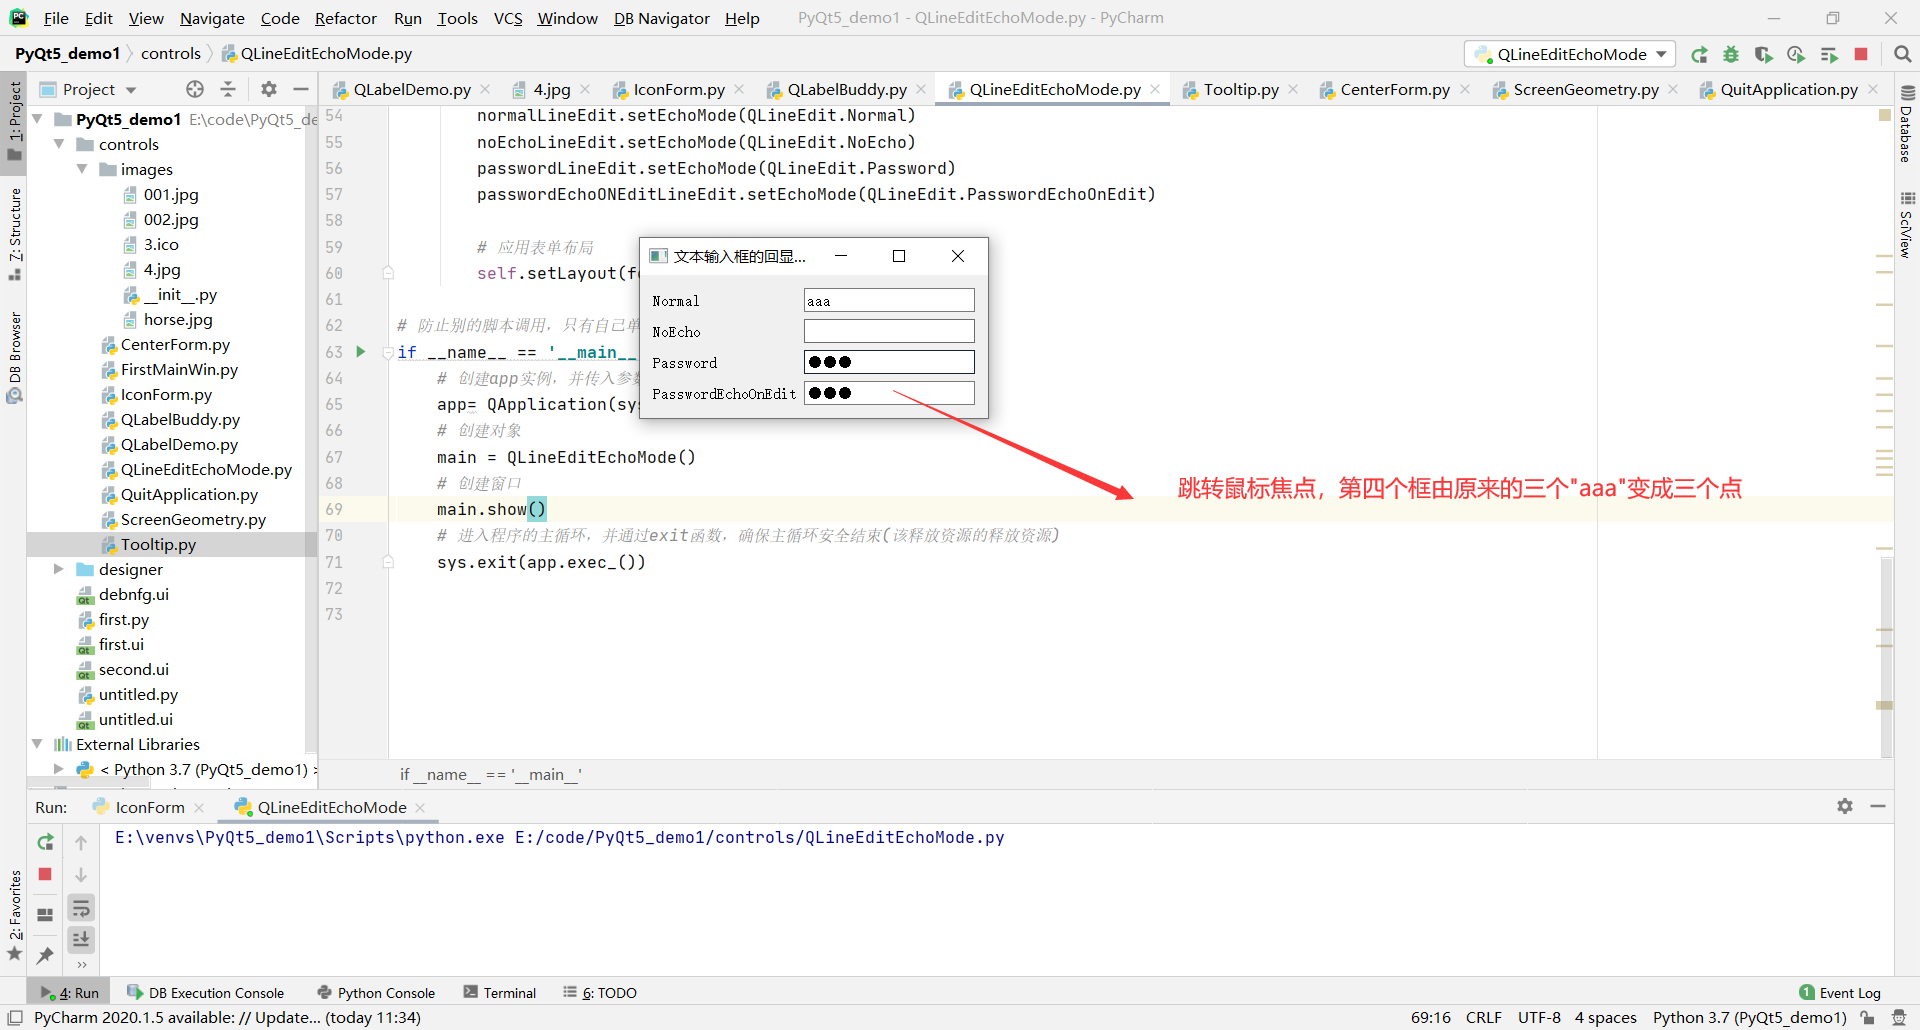 File Edit View Navigate Code Refactor Run Tools VCS Window DB Navigator Help PyQt5_demo1 - QLineEditEchoMode.py - PyCharm
PyQt5_demo1 controls QLineEditEchoMode.py QLineEditEchoMode
Project QLabelDemo.py 4.jpg IconForm.py QLabelBuddy.py QLineEditEchoMode.py Tooltip.py CenterForm.py ScreenGeometry.py QuitApplication.py
1: Project
7: Structure
DB Browser
2: Favorites
PyQt5_demo1 E:\code\PyQt5_de
controls
images
001.jpg
002.jpg
3.ico
4.jpg
__init__.py
horse.jpg
CenterForm.py
FirstMainWin.py
IconForm.py
QLabelBuddy.py
QLabelDemo.py
QLineEditEchoMode.py
QuitApplication.py
ScreenGeometry.py
Tooltip.py
designer
debnfg.ui
first.py
first.ui
second.ui
untitled.py
untitled.ui
External Libraries
< Python 3.7 (PyQt5_demo1) >
54 normalLineEdit.setEchoMode(QLineEdit.Normal)
55 noEchoLineEdit.setEchoMode(QLineEdit.NoEcho)
56 passwordLineEdit.setEchoMode(QLineEdit.Password)
57 passwordEchoONEditLineEdit.setEchoMode(QLineEdit.PasswordEchoOnEdit)
58
59 # 应用表单布局
60 self.setLayout(fo
61
62 # 防止别的脚本调用，只有自己单
63 if __name__ == '__main__
64 # 创建app实例，并传入参数
65 app= QApplication(sys
66 # 创建对象
67 main = QLineEditEchoMode()
68 # 创建窗口
69 main.show()
70 # 进入程序的主循环，并通过exit函数，确保主循环安全结束(该释放资源的释放资源)
71 sys.exit(app.exec_())
72
73
文本输入框的回显...
Normal aaa
NoEcho
Password ●●●
PasswordEchoOnEdit ●●●
跳转鼠标焦点，第四个框由原来的三个"aaa"变成三个点
Database
SciView
if __name__ == '__main__'
Run: IconForm QLineEditEchoMode
E:\venvs\PyQt5_demo1\Scripts\python.exe E:/code/PyQt5_demo1/controls/QLineEditEchoMode.py
4: Run DB Execution Console Python Console Terminal 6: TODO 1 Event Log
PyCharm 2020.1.5 available: // Update... (today 11:34) 69:16 CRLF UTF-8 4 spaces Python 3.7 (PyQt5_demo1)